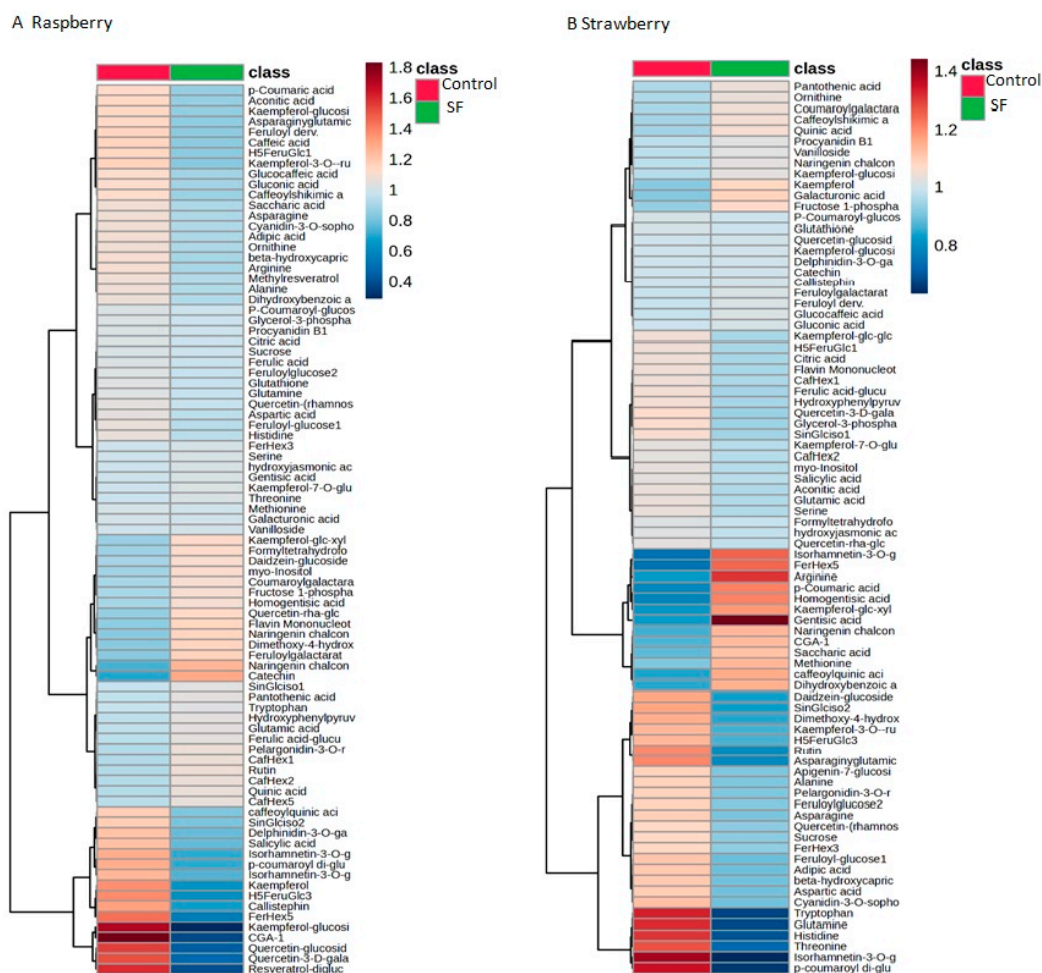 A Raspberry
B Strawberry
class
1.8
1.6
1.4
1.2
1
0.8
0.6
0.4
class
Control
SF
p-Coumaric acid
Aconitic acid
Kaempferol-glucosi
Asparaginyglutamic
Feruloyl derv.
Caffeic acid
H5FeruGlc1
Kaempferol-3-O--ru
Glucocaffeic acid
Gluconic acid
Caffeoylshikimic a
Saccharic acid
Asparagine
Cyanidin-3-O-sopho
Adipic acid
Ornithine
beta-hydroxycapric
Arginine
Methylresveratrol
Alanine
Dihydroxybenzoic a
P-Coumaroyl-glucos
Glycerol-3-phospha
Procyanidin B1
Citric acid
Sucrose
Ferulic acid
Feruloylglucose2
Glutathione
Glutamine
Quercetin-(rhamnos
Aspartic acid
Feruloyl-glucose1
Histidine
FerHex3
Serine
hydroxyjasmonic ac
Gentisic acid
Kaempferol-7-O-glu
Threonine
Methionine
Galacturonic acid
Vanilloside
Kaempferol-glc-xyl
Formyltetrahydrofo
Daidzein-glucoside
myo-Inositol
Coumaroylgalactara
Fructose 1-phospha
Homogentisic acid
Quercetin-rha-glc
Flavin Mononucleot
Naringenin chalcon
Dimethoxy-4-hydrox
Feruloylgalactarat
Naringenin chalcon
Catechin
SinGlciso1
Pantothenic acid
Tryptophan
Hydroxyphenylpyruv
Glutamic acid
Ferulic acid-glucu
Pelargonidin-3-O-r
CafHex1
Rutin
CafHex2
Quinic acid
CafHex5
caffeoylquinic aci
SinGlciso2
Delphinidin-3-O-ga
Salicylic acid
Isorhamnetin-3-O-g
p-coumaroyl di-glu
Isorhamnetin-3-O-g
Kaempferol
H5FeruGlc3
Callistephin
FerHex5
Kaempferol-glucosi
CGA-1
Quercetin-glucosid
Quercetin-3-D-gala
Resveratrol-digluc
class
1.4
1.2
1
0.8
class
Control
SF
Pantothenic acid
Ornithine
Coumaroylgalactara
Caffeoylshikimic a
Quinic acid
Procyanidin B1
Vanilloside
Naringenin chalcon
Kaempferol-glucosi
Kaempferol
Galacturonic acid
Fructose 1-phospha
P-Coumaroyl-glucos
Glutathione
Quercetin-glucosid
Kaempferol-glucosi
Delphinidin-3-O-ga
Catechin
Callistephin
Feruloylgalactarat
Feruloyl derv.
Glucocaffeic acid
Gluconic acid
Kaempferol-glc-glc
H5FeruGlc1
Citric acid
Flavin Mononucleot
CafHex1
Ferulic acid-glucu
Hydroxyphenylpyruv
Quercetin-3-D-gala
Glycerol-3-phospha
SinGlciso1
Kaempferol-7-O-glu
CafHex2
myo-Inositol
Salicylic acid
Aconitic acid
Glutamic acid
Serine
Formyltetrahydrofo
hydroxyjasmonic ac
Quercetin-rha-glc
Isorhamnetin-3-O-g
FerHex5
Arginine
p-Coumaric acid
Homogentisic acid
Kaempferol-glc-xyl
Gentisic acid
Naringenin chalcon
CGA-1
Saccharic acid
Methionine
caffeoylquinic aci
Dihydroxybenzoic a
Daidzein-glucoside
SinGlciso2
Dimethoxy-4-hydrox
Kaempferol-3-O--ru
H5FeruGlc3
Rutin
Asparaginyglutamic
Apigenin-7-glucosi
Alanine
Pelargonidin-3-O-r
Feruloylglucose2
Asparagine
Quercetin-(rhamnos
Sucrose
FerHex3
Feruloyl-glucose1
Adipic acid
beta-hydroxycapric
Aspartic acid
Cyanidin-3-O-sopho
Tryptophan
Glutamine
Histidine
Threonine
Isorhamnetin-3-O-g
p-coumaroyl di-glu